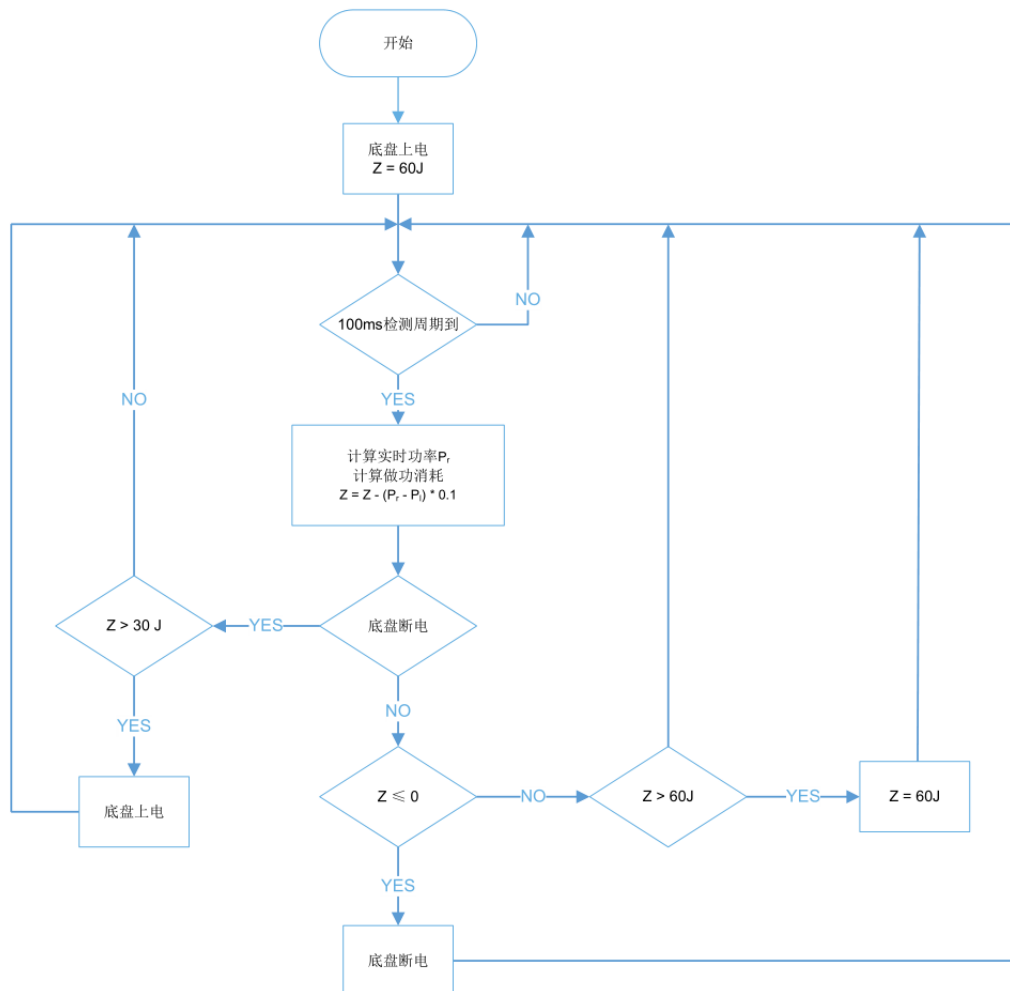 开始
底盘上电
Z = 60J
100ms检测周期到
NO
YES
NO
计算实时功率Pr
计算做功消耗
Z = Z - (Pr - Pl) * 0.1
Z > 30 J
YES
底盘断电
NO
YES
底盘上电
Z ≤ 0
NO
Z > 60J
YES
Z = 60J
YES
底盘断电